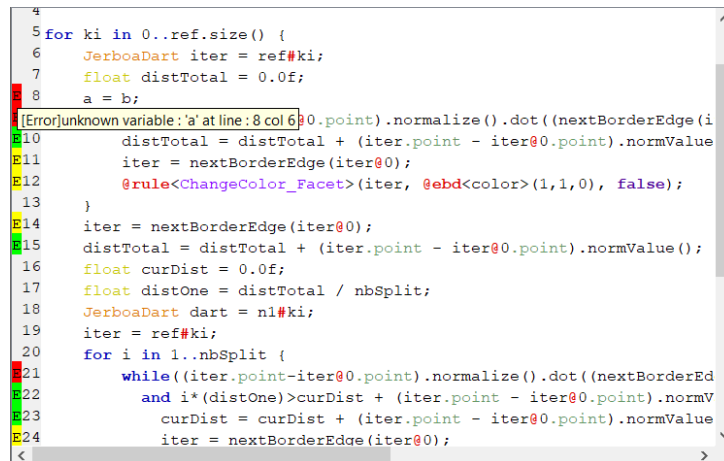 4
5 for ki in 0..ref.size() {
6 JerboaDart iter = ref#ki;
7 float distTotal = 0.0f;
E 8 a = b;
[Error]unknown variable : 'a' at line : 8 col 6 @0.point).normalize().dot((nextBorderEdge(i
E10 distTotal = distTotal + (iter.point - iter@0.point).normValue
E11 iter = nextBorderEdge(iter@0);
E12 @rule<ChangeColor_Facet>(iter, @ebd<color>(1,1,0), false);
13 }
E14 iter = nextBorderEdge(iter@0);
E15 distTotal = distTotal + (iter.point - iter@0.point).normValue();
16 float curDist = 0.0f;
17 float distOne = distTotal / nbSplit;
18 JerboaDart dart = n1#ki;
19 iter = ref#ki;
20 for i in 1..nbSplit {
E21 while((iter.point-iter@0.point).normalize().dot((nextBorderEd
E22 and i*(distOne)>curDist + (iter.point - iter@0.point).normV
E23 curDist = curDist + (iter.point - iter@0.point).normValue
E24 iter = nextBorderEdge(iter@0);